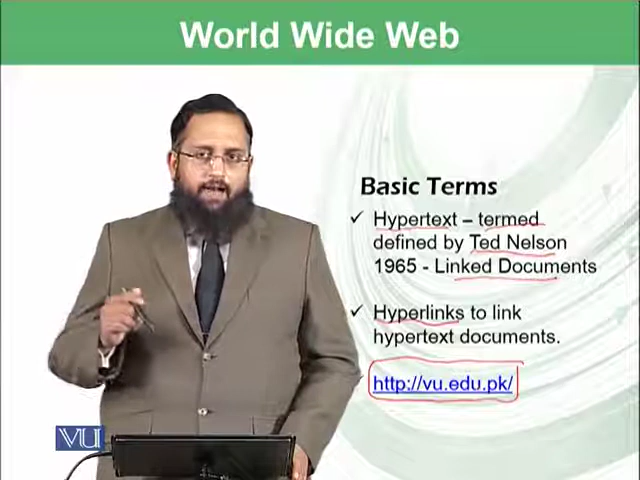 World Wide Web
Basic Terms
✓ Hypertext – termed
defined by Ted Nelson
1965 - Linked Documents
✓ Hyperlinks to link
hypertext documents.
http://vu.edu.pk/
VU